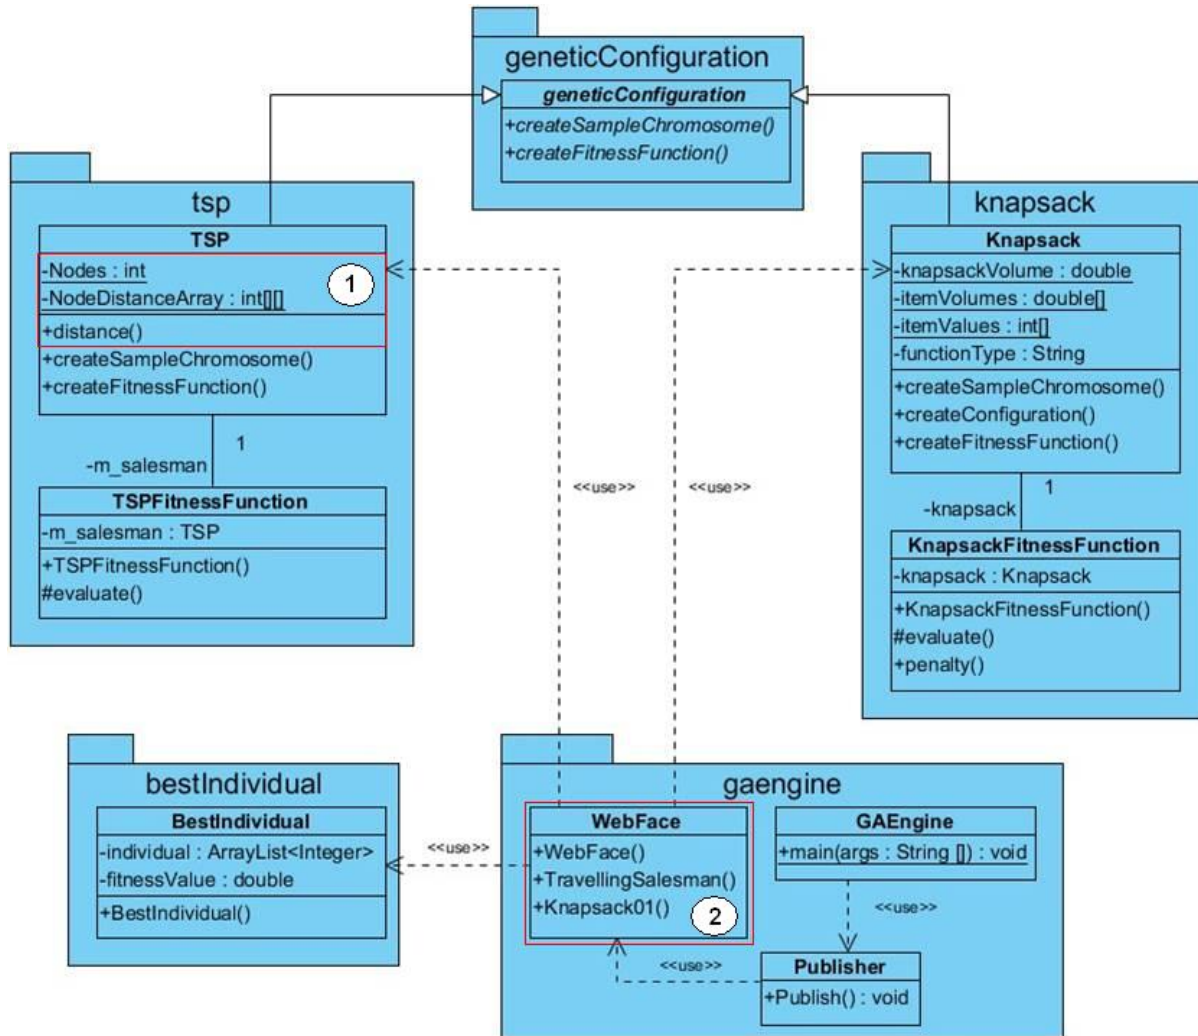 geneticConfiguration
geneticConfiguration
+createSampleChromosome()
+createFitnessFunction()
tsp
TSP
-Nodes : int
-NodeDistanceArray : int[][]
1
+distance()
+createSampleChromosome()
+createFitnessFunction()
1
-m_salesman
TSPFitnessFunction
-m_salesman : TSP
+TSPFitnessFunction()
#evaluate()
knapsack
Knapsack
-knapsackVolume : double
-itemVolumes : double[]
-itemValues : int[]
-functionType : String
+createSampleChromosome()
+createConfiguration()
+createFitnessFunction()
1
-knapsack
KnapsackFitnessFunction
-knapsack : Knapsack
+KnapsackFitnessFunction()
#evaluate()
+penalty()
<<use>>
<<use>>
bestIndividual
BestIndividual
-individual : ArrayList<Integer>
-fitnessValue : double
+BestIndividual()
<<use>>
gaengine
WebFace
+WebFace()
+TravellingSalesman()
+Knapsack01()
2
GAEngine
+main(args : String []) : void
<<use>>
<<use>>
Publisher
+Publish() : void